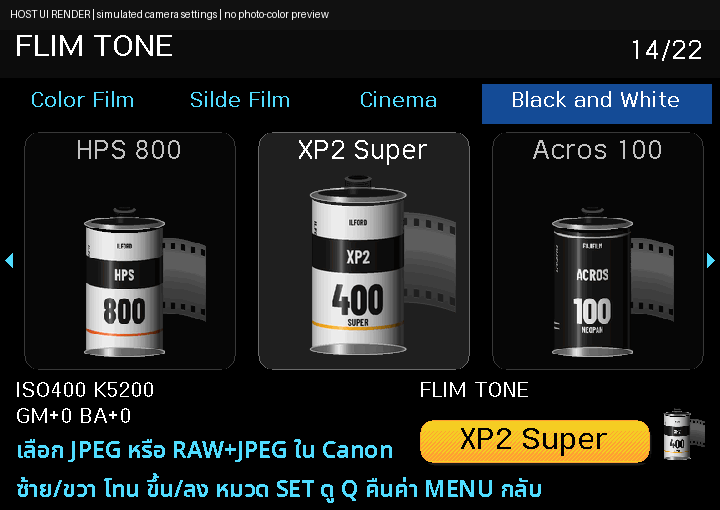 HOST UI RENDER | simulated camera settings | no photo-color preview
FLIM TONE
14/22
Color Film
Silde Film
Cinema
Black and White
HPS 800
XP2 Super
Acros 100
ILFORD
HPS
800
ILFORD
XP2
400
SUPER
FUJIFILM
ACROS
100
NEOPAN
ISO400 K5200
GM+0 BA+0
FLIM TONE
XP2 Super
400
เลือก JPEG หรือ RAW+JPEG ใน Canon
ซ้าย/ขวา โทน ขึ้น/ลง หมวด SET ดู Q คืนค่า MENU กลับ